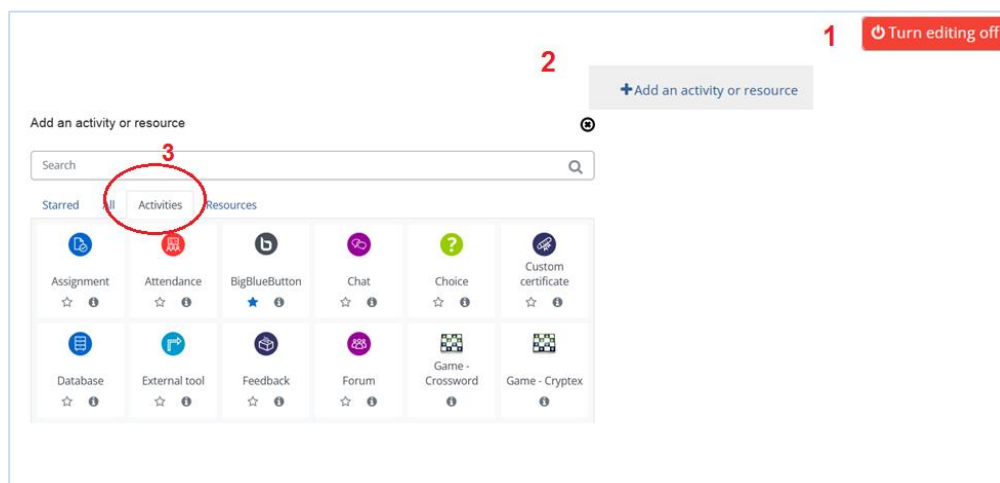 1
Turn editing off
2
+Add an activity or resource
Add an activity or resource
3
Search
Starred All Activities Resources
Assignment Attendance BigBlueButton Chat Choice Custom certificate
Database External tool Feedback Forum Game - Crossword Game - Cryptex